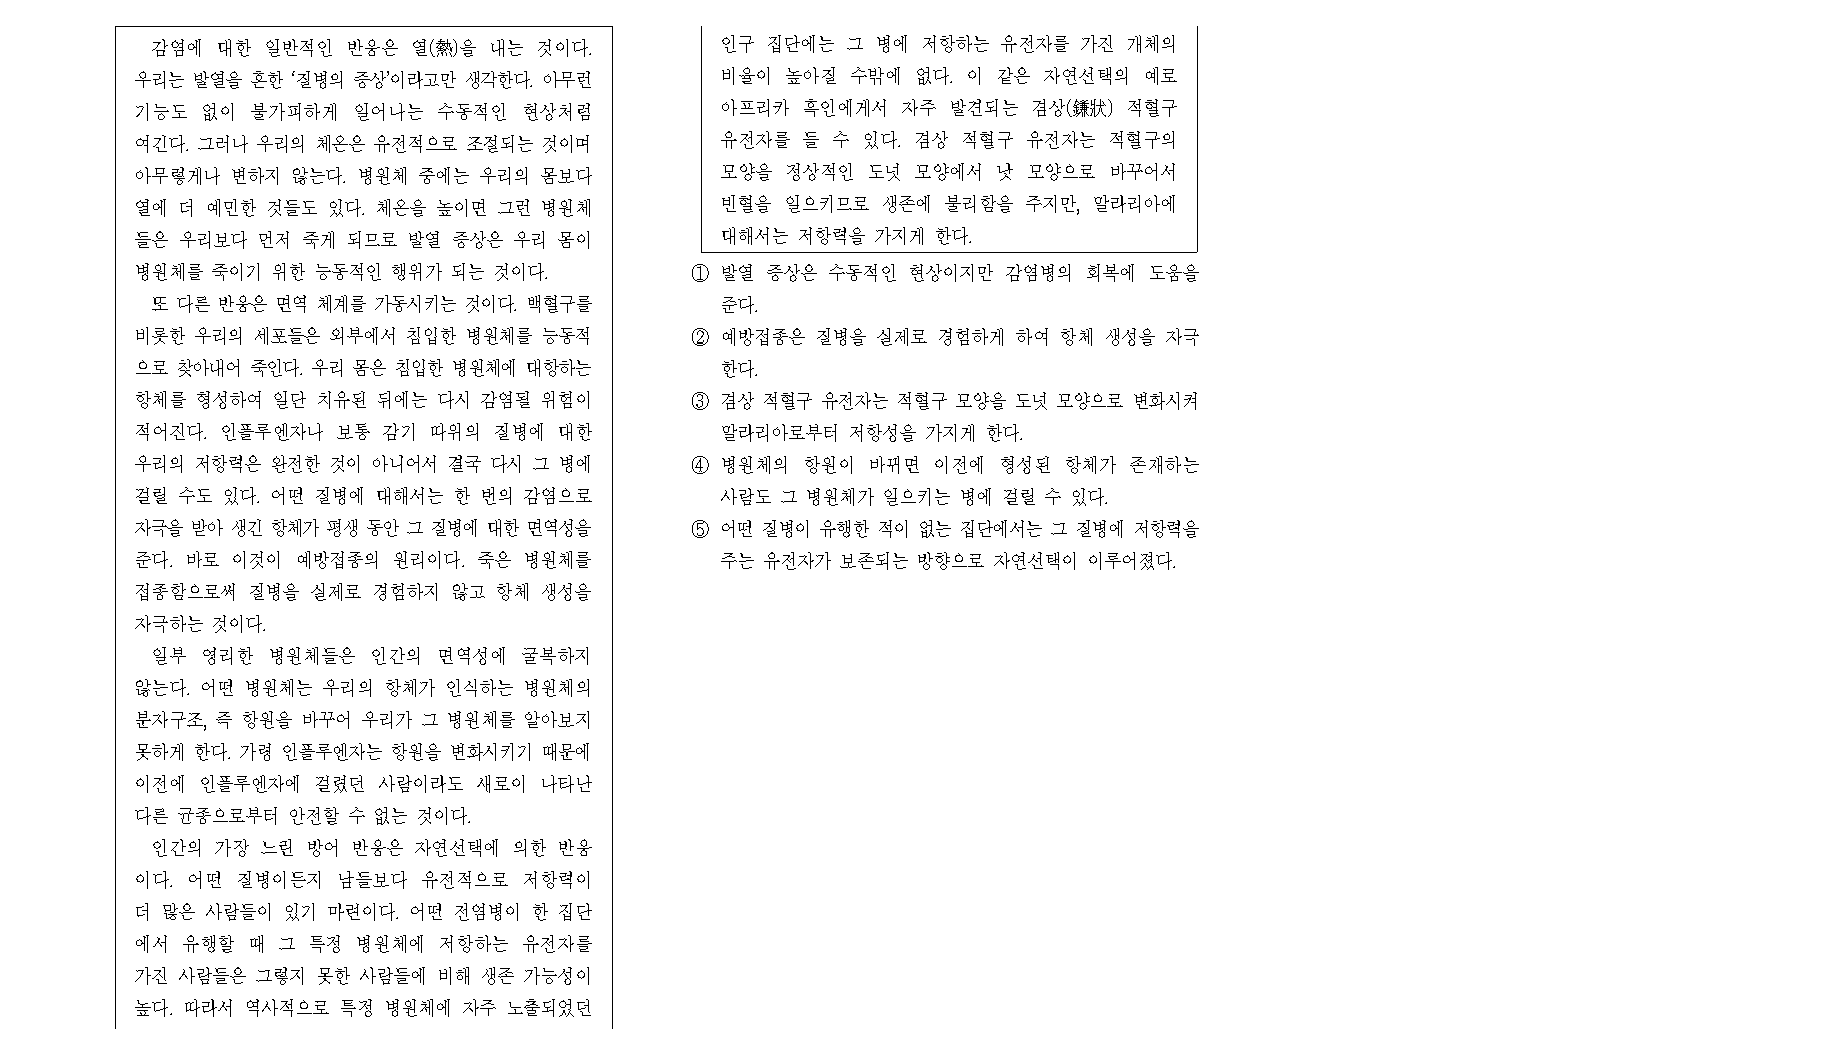 감염에 대한 일반적인 반응은 열(熱)을 내는 것이다.
우리는 발열을 흔한 ‘질병의 증상’이라고만 생각한다. 아무런
기능도 없이 불가피하게 일어나는 수동적인 현상처럼
여긴다. 그러나 우리의 체온은 유전적으로 조절되는 것이며
아무렇게나 변하지 않는다. 병원체 중에는 우리의 몸보다
열에 더 예민한 것들도 있다. 체온을 높이면 그런 병원체
들은 우리보다 먼저 죽게 되므로 발열 증상은 우리 몸이
병원체를 죽이기 위한 능동적인 행위가 되는 것이다.
또 다른 반응은 면역 체계를 가동시키는 것이다. 백혈구를
비롯한 우리의 세포들은 외부에서 침입한 병원체를 능동적
으로 찾아내어 죽인다. 우리 몸은 침입한 병원체에 대항하는
항체를 형성하여 일단 치유된 뒤에는 다시 감염될 위험이
적어진다. 인플루엔자나 보통 감기 따위의 질병에 대한
우리의 저항력은 완전한 것이 아니어서 결국 다시 그 병에
걸릴 수도 있다. 어떤 질병에 대해서는 한 번의 감염으로
자극을 받아 생긴 항체가 평생 동안 그 질병에 대한 면역성을
준다. 바로 이것이 예방접종의 원리이다. 죽은 병원체를
접종함으로써 질병을 실제로 경험하지 않고 항체 생성을
자극하는 것이다.
일부 영리한 병원체들은 인간의 면역성에 굴복하지
않는다. 어떤 병원체는 우리의 항체가 인식하는 병원체의
분자구조, 즉 항원을 바꾸어 우리가 그 병원체를 알아보지
못하게 한다. 가령 인플루엔자는 항원을 변화시키기 때문에
이전에 인플루엔자에 걸렸던 사람이라도 새로이 나타난
다른 균종으로부터 안전할 수 없는 것이다.
인간의 가장 느린 방어 반응은 자연선택에 의한 반응
이다. 어떤 질병이든지 남들보다 유전적으로 저항력이
더 많은 사람들이 있기 마련이다. 어떤 전염병이 한 집단
에서 유행할 때 그 특정 병원체에 저항하는 유전자를
가진 사람들은 그렇지 못한 사람들에 비해 생존 가능성이
높다. 따라서 역사적으로 특정 병원체에 자주 노출되었던
인구 집단에는 그 병에 저항하는 유전자를 가진 개체의
비율이 높아질 수밖에 없다. 이 같은 자연선택의 예로
아프리카 흑인에게서 자주 발견되는 겸상(鎌狀) 적혈구
유전자를 들 수 있다. 겸상 적혈구 유전자는 적혈구의
모양을 정상적인 도넛 모양에서 낫 모양으로 바꾸어서
빈혈을 일으키므로 생존에 불리함을 주지만, 말라리아에
대해서는 저항력을 가지게 한다.
① 발열 증상은 수동적인 현상이지만 감염병의 회복에 도움을
준다.
② 예방접종은 질병을 실제로 경험하게 하여 항체 생성을 자극
한다.
③ 겸상 적혈구 유전자는 적혈구 모양을 도넛 모양으로 변화시켜
말라리아로부터 저항성을 가지게 한다.
④ 병원체의 항원이 바뀌면 이전에 형성된 항체가 존재하는
사람도 그 병원체가 일으키는 병에 걸릴 수 있다.
⑤ 어떤 질병이 유행한 적이 없는 집단에서는 그 질병에 저항력을
주는 유전자가 보존되는 방향으로 자연선택이 이루어졌다.